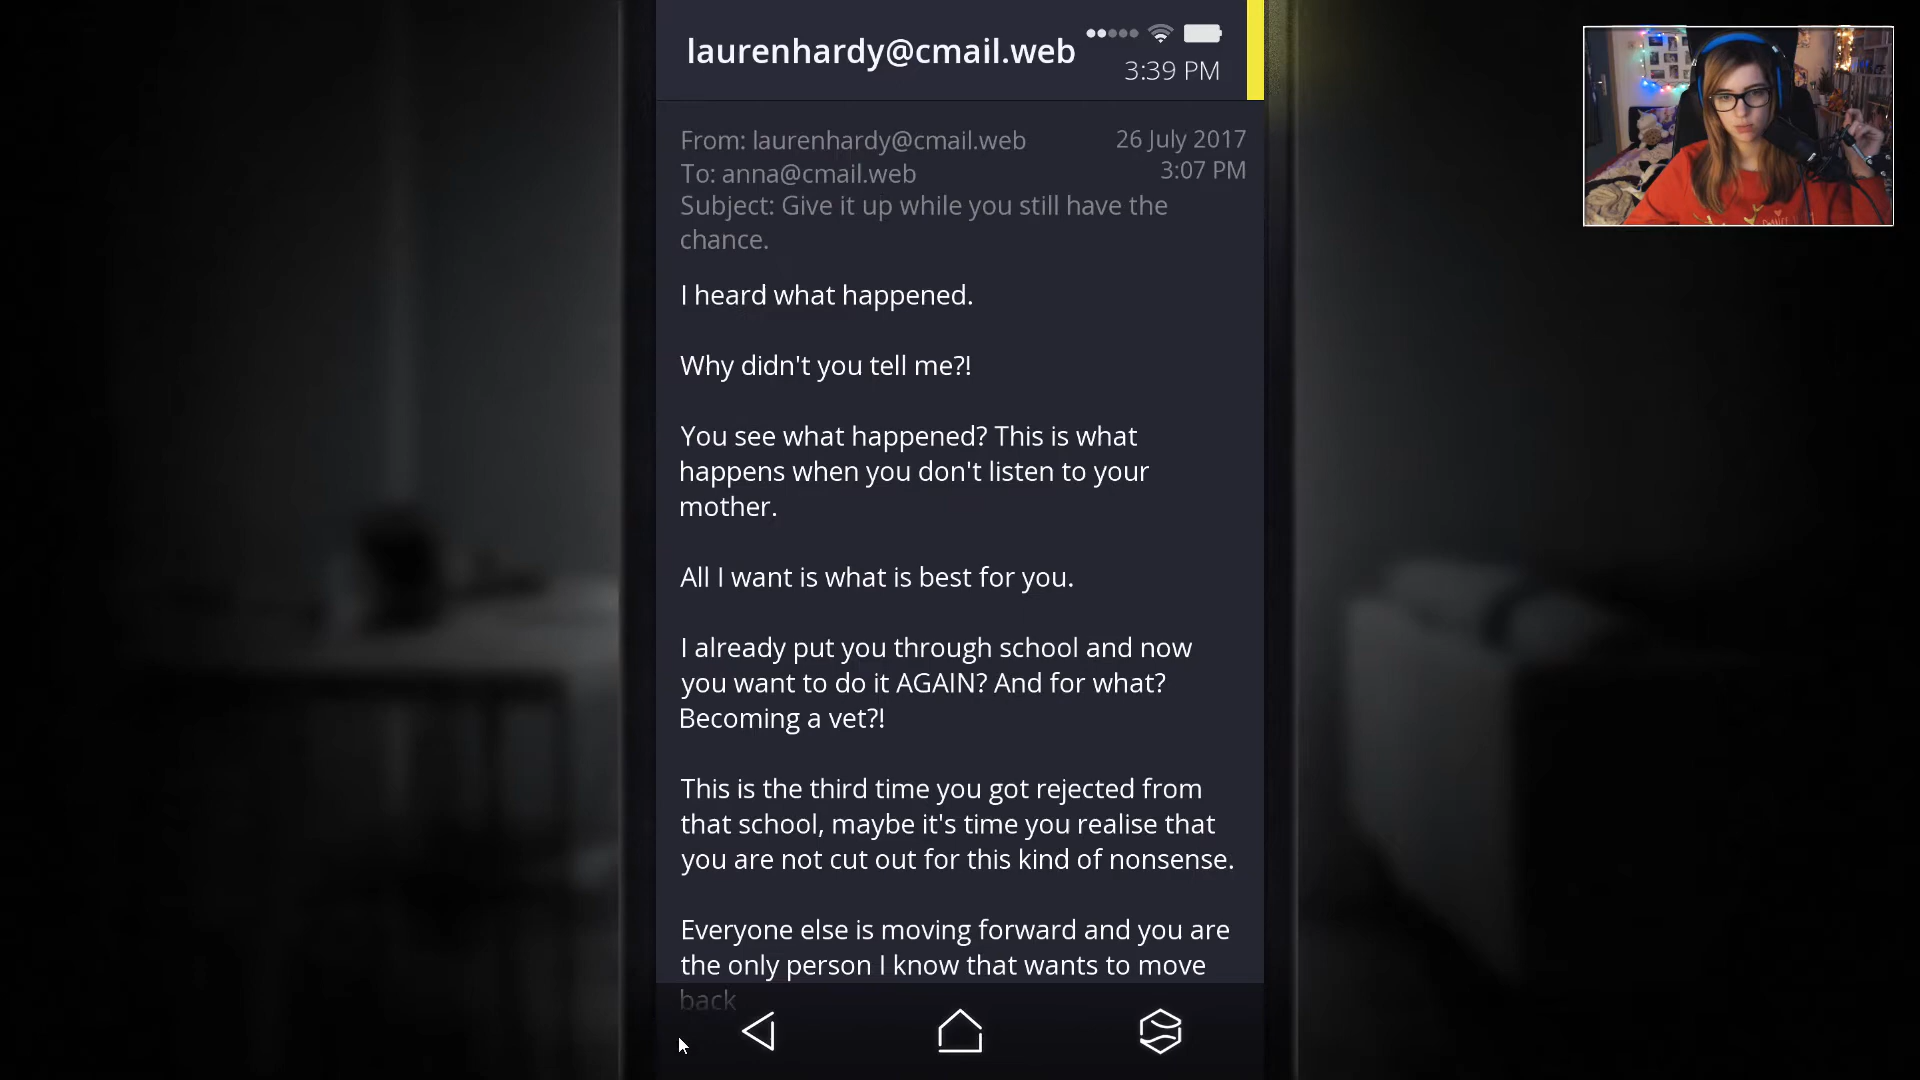 laurenhardy@cmail.web
3:39 PM
From: laurenhardy@cmail.web
26 July 2017
To: anna@cmail.web
3:07 PM
Subject: Give it up while you still have the
chance.
I heard what happened.
Why didn't you tell me?!
You see what happened? This is what
happens when you don't listen to your
mother.
All I want is what is best for you.
I already put you through school and now
you want to do it AGAIN? And for what?
Becoming a vet?!
This is the third time you got rejected from
that school, maybe it's time you realise that
you are not cut out for this kind of nonsense.
Everyone else is moving forward and you are
the only person I know that wants to move
back